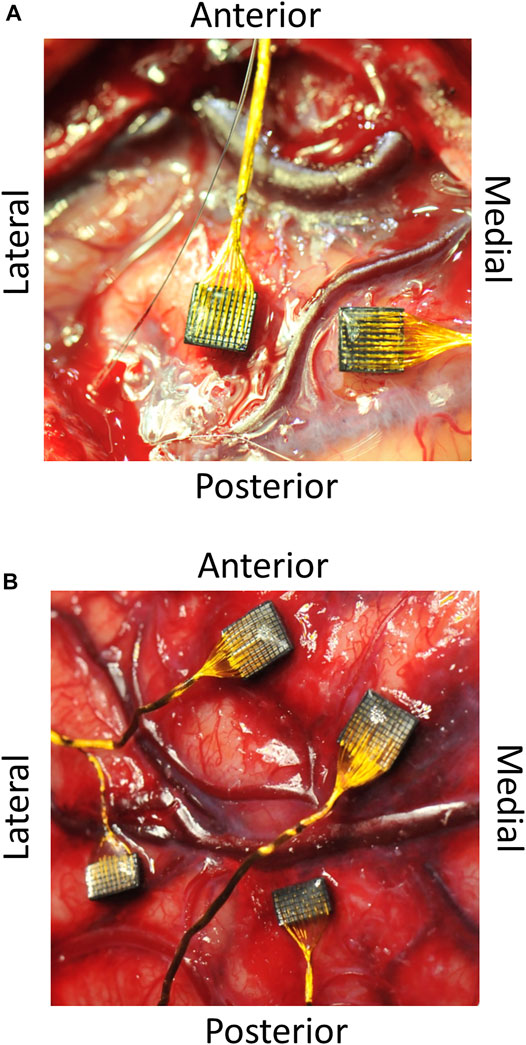 A
Anterior
Lateral
Medial
Posterior
B
Anterior
Lateral
Medial
Posterior